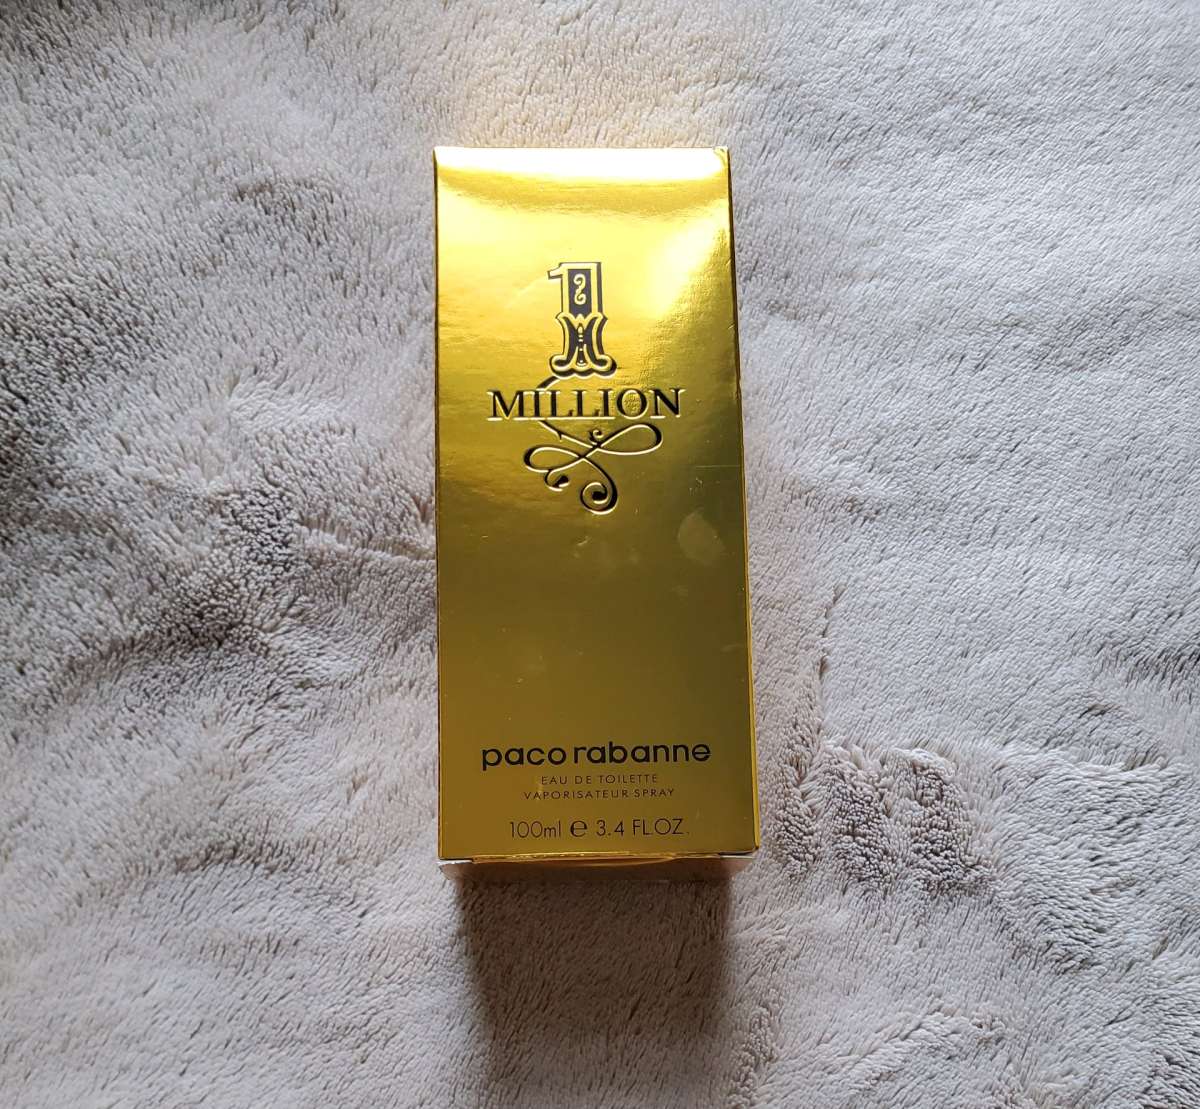 1
MILLION
paco rabanne
EAU DE TOILETTE
VAPORISATEUR SPRAY
100ml ℮ 3.4 FL.OZ.